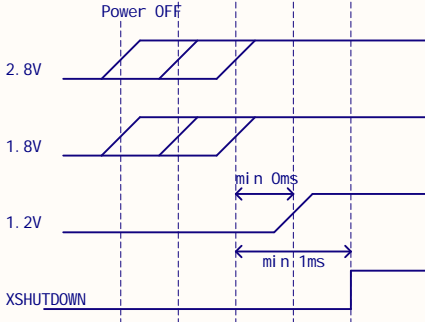 Power OFF
2.8V
1.8V
min 0ms
1.2V
min 1ms
XSHUTDOWN